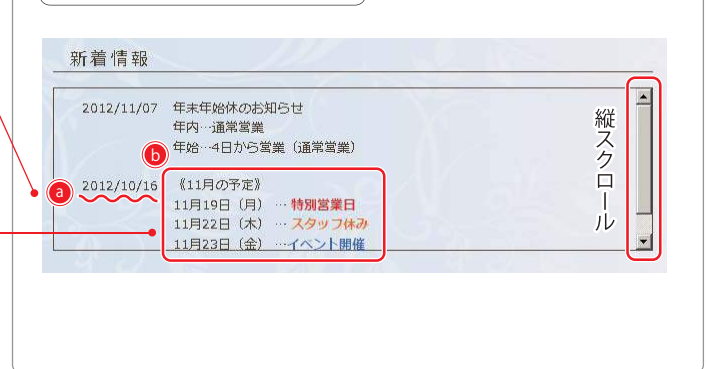 新着情報
2012/11/07 年末年始休のお知らせ
年内…通常営業
年始…4日から営業（通常営業）
b
a 2012/10/16 《11月の予定》
11月19日（月）…特別営業日
11月22日（木）…スタッフ休み
11月23日（金）…イベント開催
縦スクロール